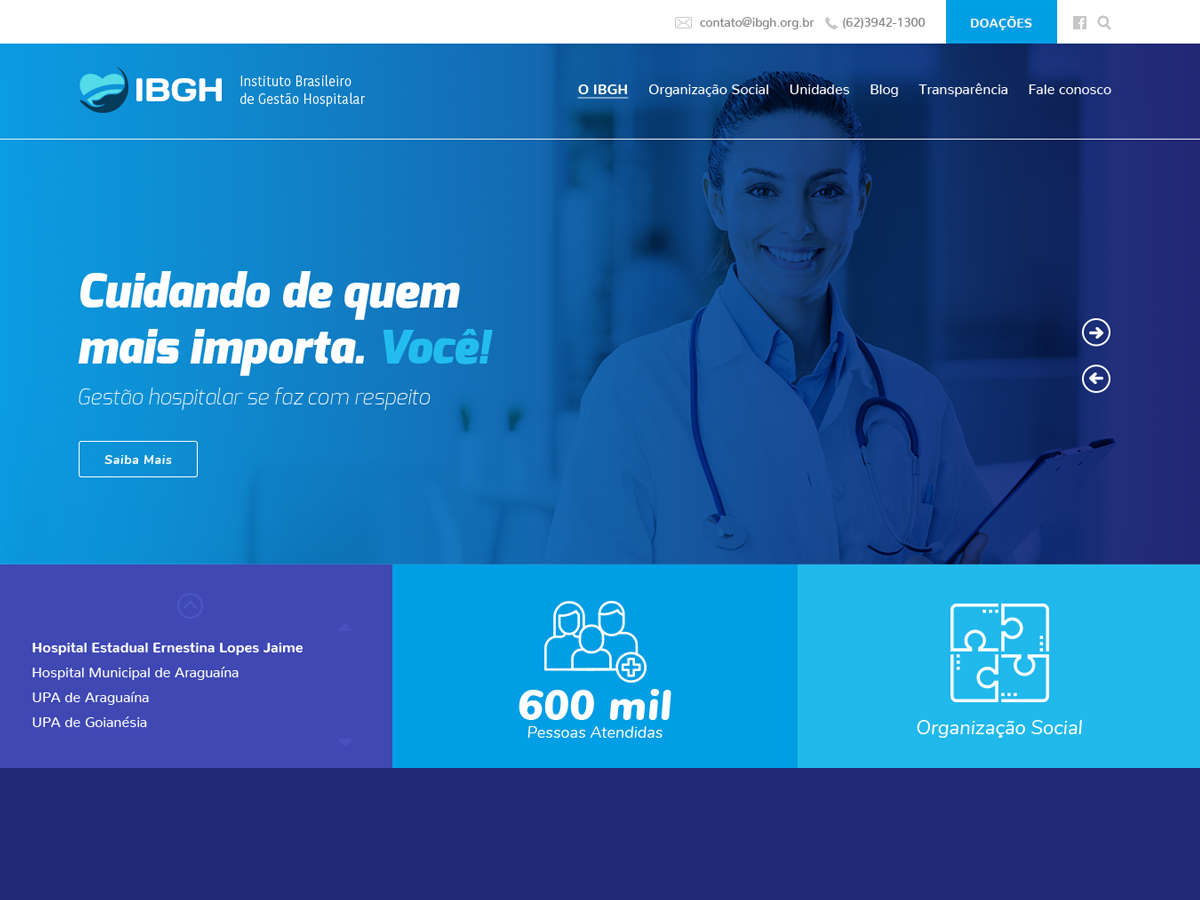 contato@ibgh.org.br
(62)3942-1300
DOAÇÕES
IBGH
Instituto Brasileiro
de Gestão Hospitalar
O IBGH
Organização Social
Unidades
Blog
Transparência
Fale conosco
Cuidando de quem
mais importa. Você!
Gestão hospitalar se faz com respeito
Saiba Mais
Hospital Estadual Ernestina Lopes Jaime
Hospital Municipal de Araguaína
UPA de Araguaína
UPA de Goianésia
600 mil
Pessoas Atendidas
Organização Social